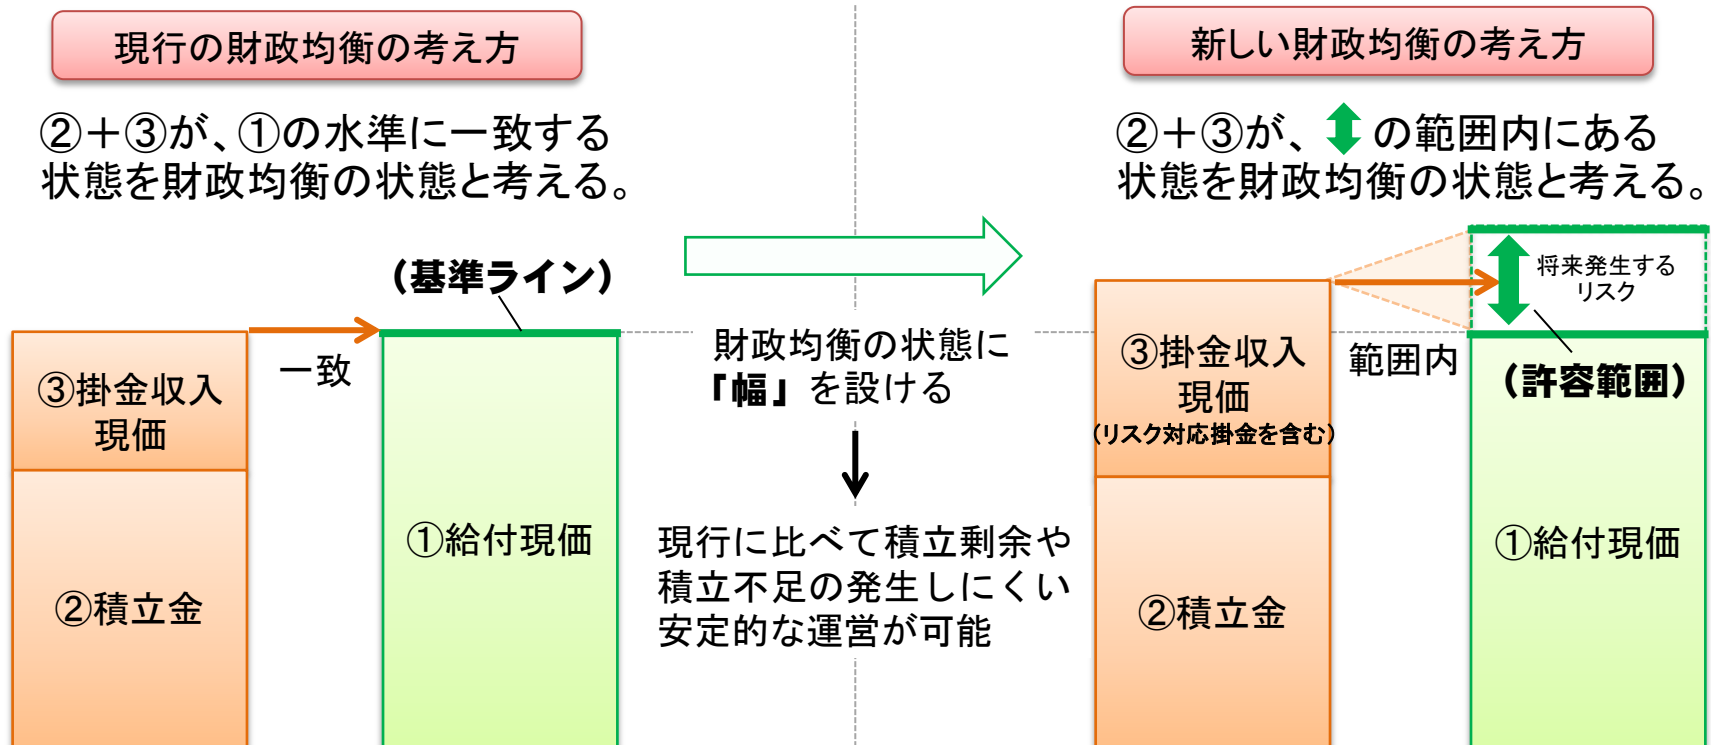 現行の財政均衡の考え方
②＋③が、①の水準に一致する
状態を財政均衡の状態と考える。
（基準ライン）
一致
③掛金収入
現価
②積立金
①給付現価
財政均衡の状態に
「幅」を設ける
現行に比べて積立剰余や
積立不足の発生しにくい
安定的な運営が可能
新しい財政均衡の考え方
②＋③が、の範囲内にある
状態を財政均衡の状態と考える。
将来発生する
リスク
範囲内
（許容範囲）
③掛金収入
現価
（リスク対応掛金を含む）
②積立金
①給付現価